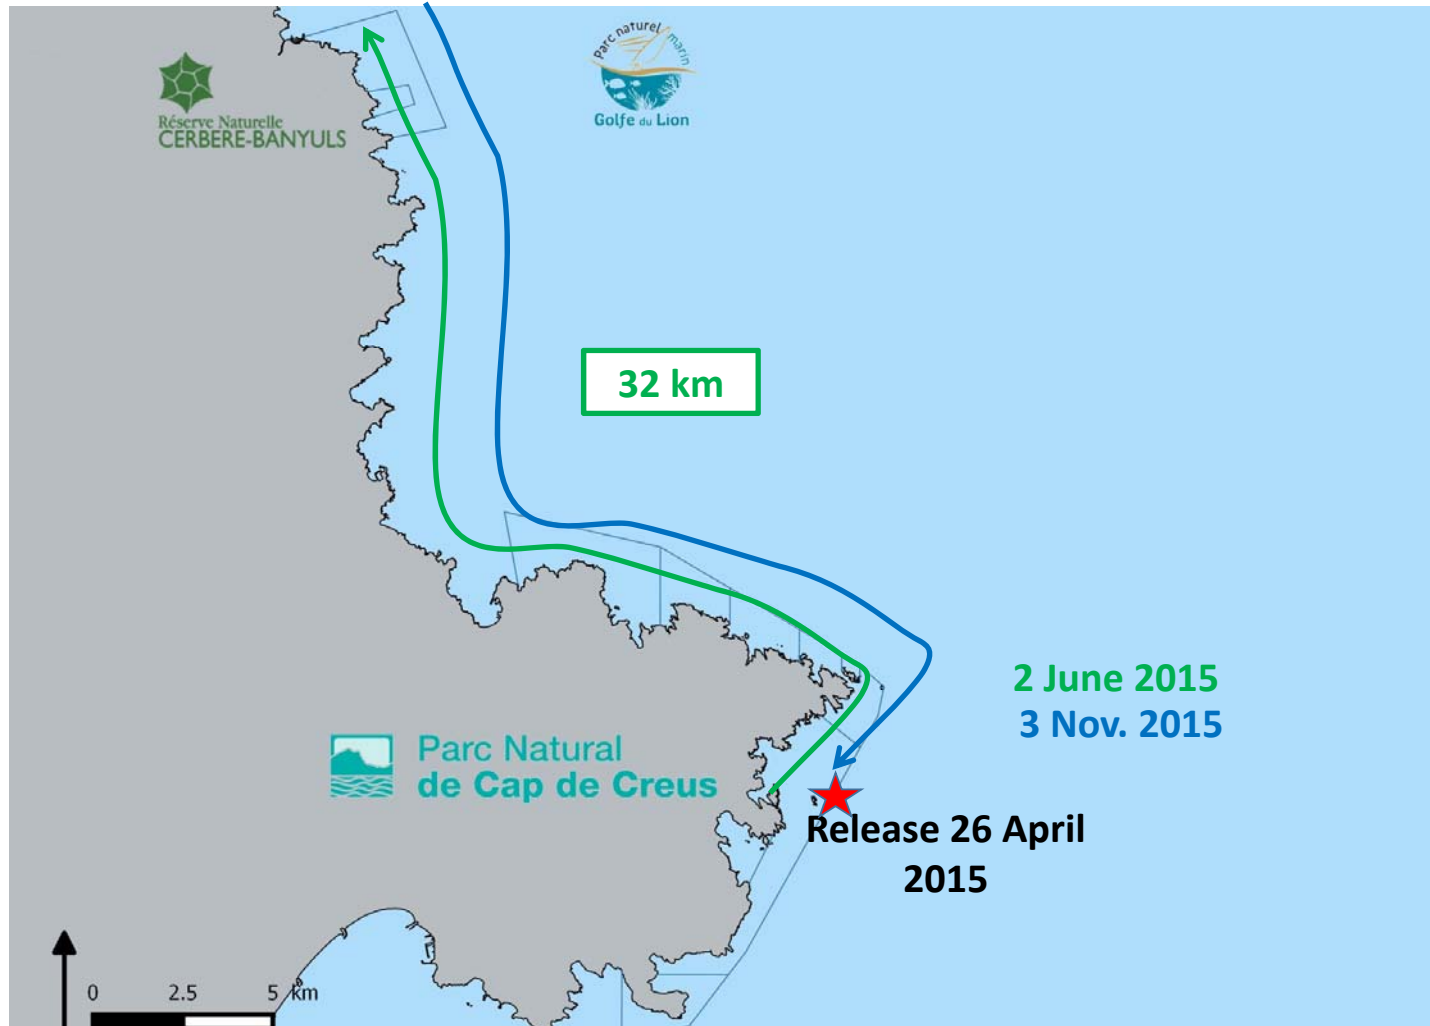 Parc naturel marin
Golfe du Lion
Réserve Naturelle
CERBERE-BANYULS
32 km
2 June 2015
3 Nov. 2015
Parc Natural
de Cap de Creus
Release 26 April
2015
0 2.5 5 km